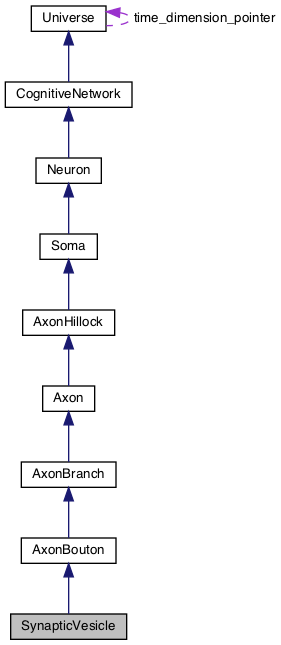 Universe
time_dimension_pointer
CognitiveNetwork
Neuron
Soma
AxonHillock
Axon
AxonBranch
AxonBouton
SynapticVesicle